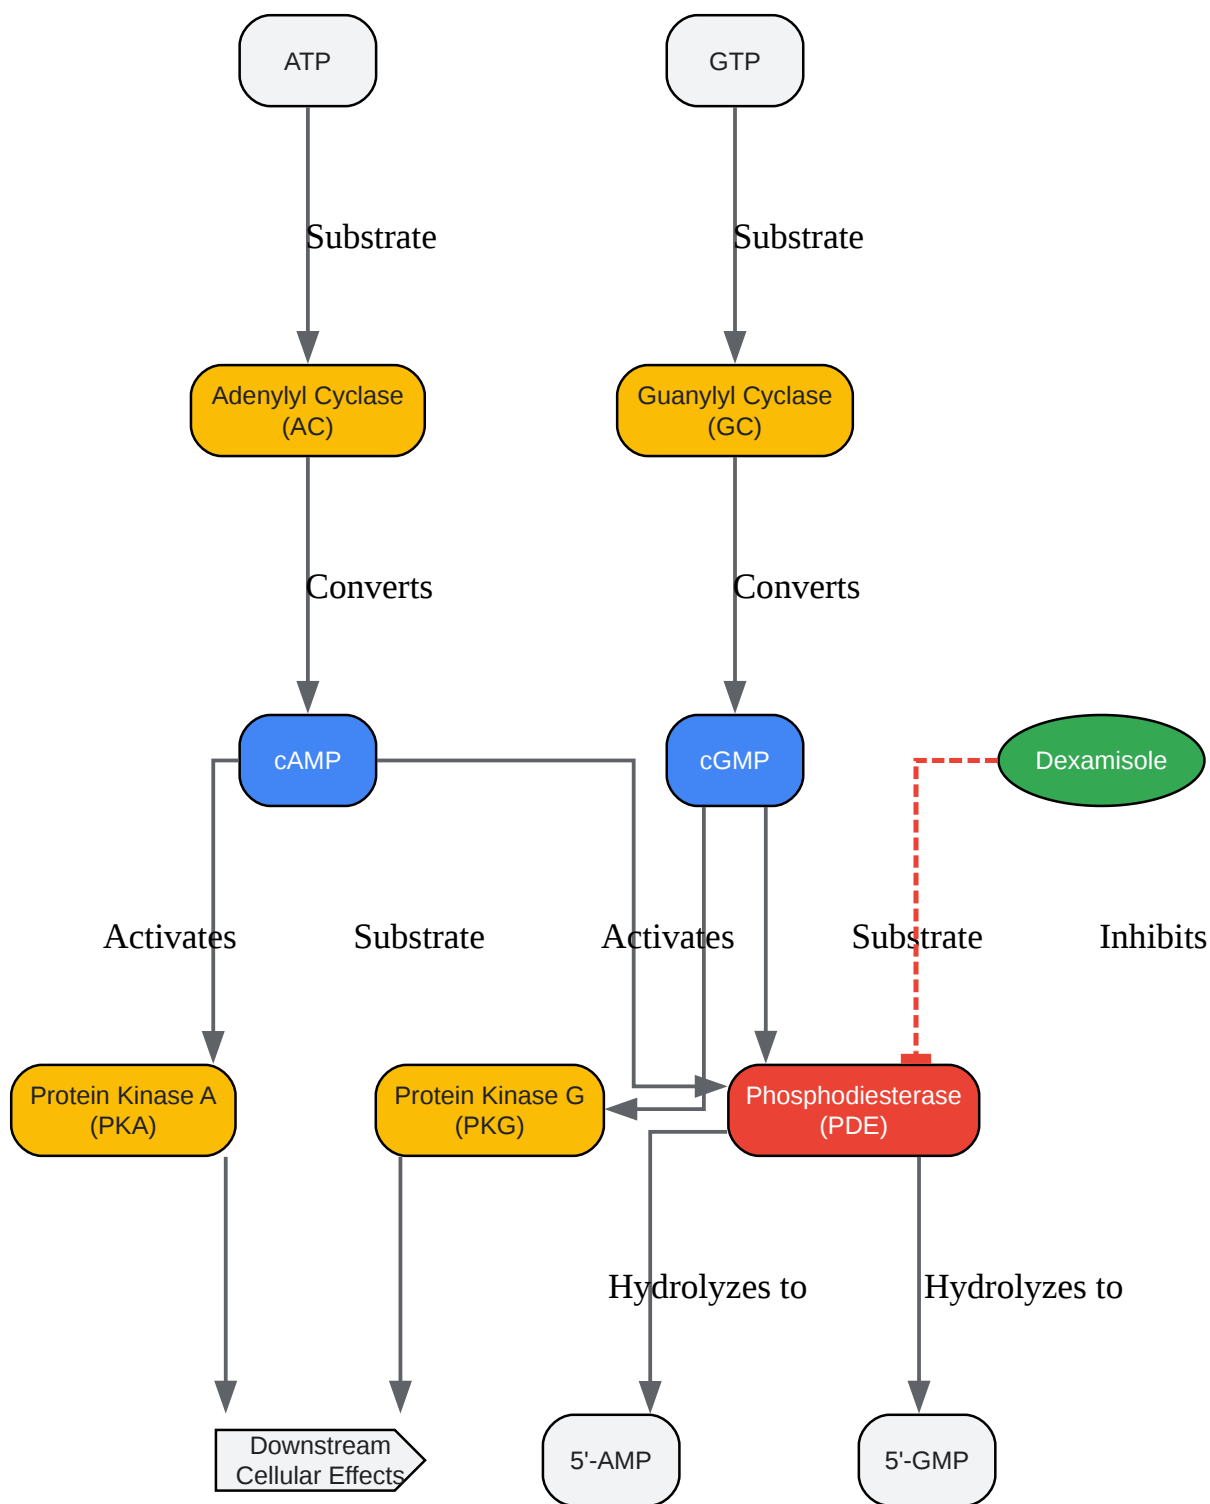 ATP
GTP
Substrate
Substrate
Adenylyl Cyclase
(AC)
Guanylyl Cyclase
(GC)
Converts
Converts
cAMP
cGMP
Dexamisole
Activates
Substrate
Activates
Substrate
Inhibits
Protein Kinase A
(PKA)
Protein Kinase G
(PKG)
Phosphodiesterase
(PDE)
Hydrolyzes to
Hydrolyzes to
Downstream
Cellular Effects
5'-AMP
5'-GMP